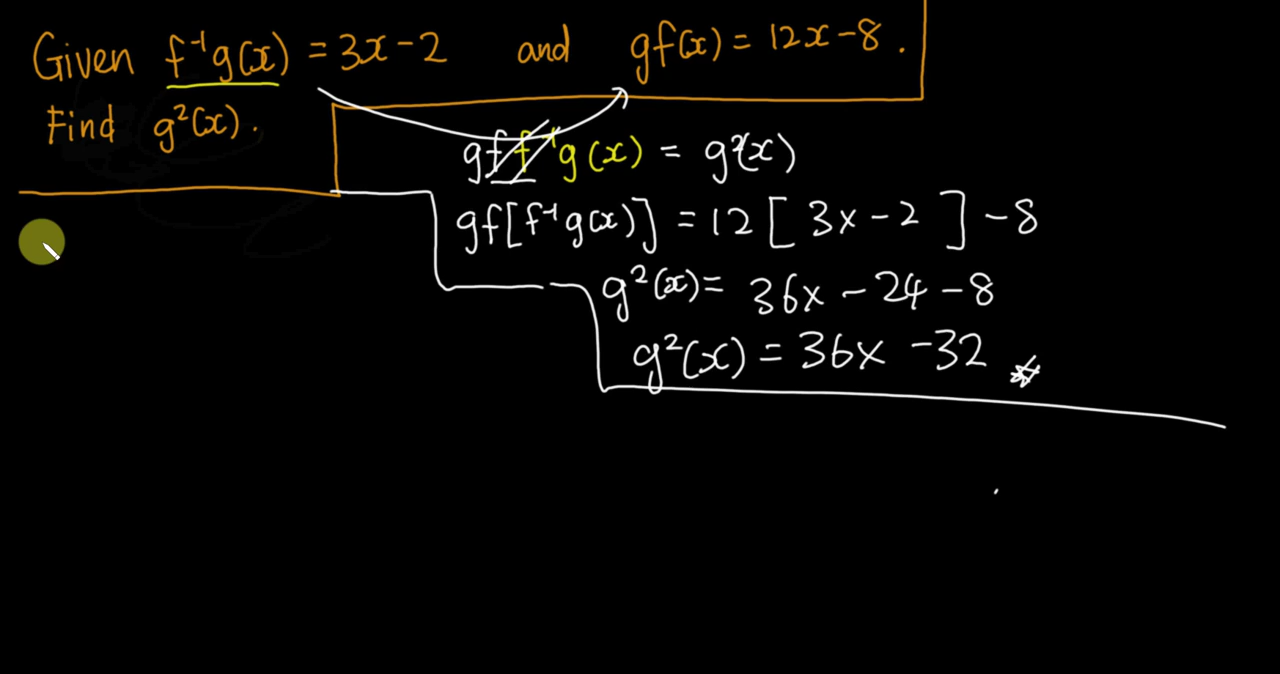 Given f⁻¹g(x) = 3x - 2 and gf(x) = 12x - 8.
Find g²(x).
gff⁻¹g(x) = g²(x)
gf[f⁻¹g(x)] = 12[3x - 2] - 8
g²(x) = 36x - 24 - 8
g²(x) = 36x - 32